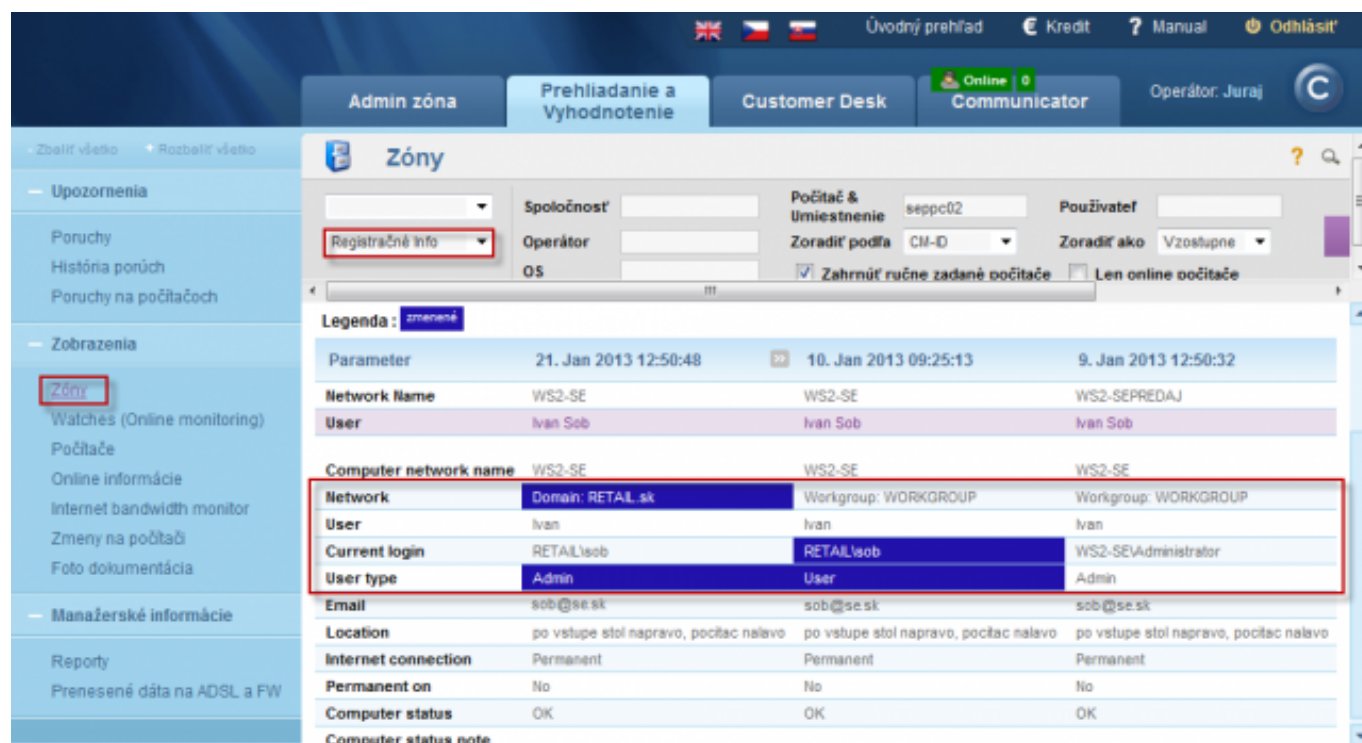 Úvodný prehľad € Kredit ? Manual Odhlásiť
Admin zóna Prehliadanie a Vyhodnotenie Customer Desk Online 0 Communicator Operátor: Juraj
- Zbaliť všetko + Rozbaliť všetko
Zóny ?
Upozornenia
Poruchy
História porúch
Poruchy na počítačoch
Zobrazenia
Zóny
Watches (Online monitoring)
Počítače
Online informácie
Internet bandwidth monitor
Zmeny na počítači
Foto dokumentácia
Manažérské informácie
Reporty
Prenesené dáta na ADSL a FW
Spoločnosť Počítač & Umiestnenie seppc02 Používateľ
Registračné info Operátor Zoradiť podľa CM-ID Zoradiť ako Vzostupne
OS Zahrnúť ručne zadané počítače Len online počítače
Legenda : zmenené
Parameter 21. Jan 2013 12:50:48 10. Jan 2013 09:25:13 9. Jan 2013 12:50:32
Network Name WS2-SE WS2-SE WS2-SEPREDAJ
User Ivan Sob Ivan Sob Ivan Sob
Computer network name WS2-SE WS2-SE WS2-SE
Network Domain: RETAIL.sk Workgroup: WORKGROUP Workgroup: WORKGROUP
User Ivan Ivan Ivan
Current login RETAIL\sob RETAIL\sob WS2-SE\Administrator
User type Admin User Admin
Email sob@se.sk sob@se.sk sob@se.sk
Location po vstupe stol napravo, pocitac nalavo po vstupe stol napravo, pocitac nalavo po vstupe stol napravo, pocitac nalavo
Internet connection Permanent Permanent Permanent
Permanent on No No No
Computer status OK OK OK
Computer status note